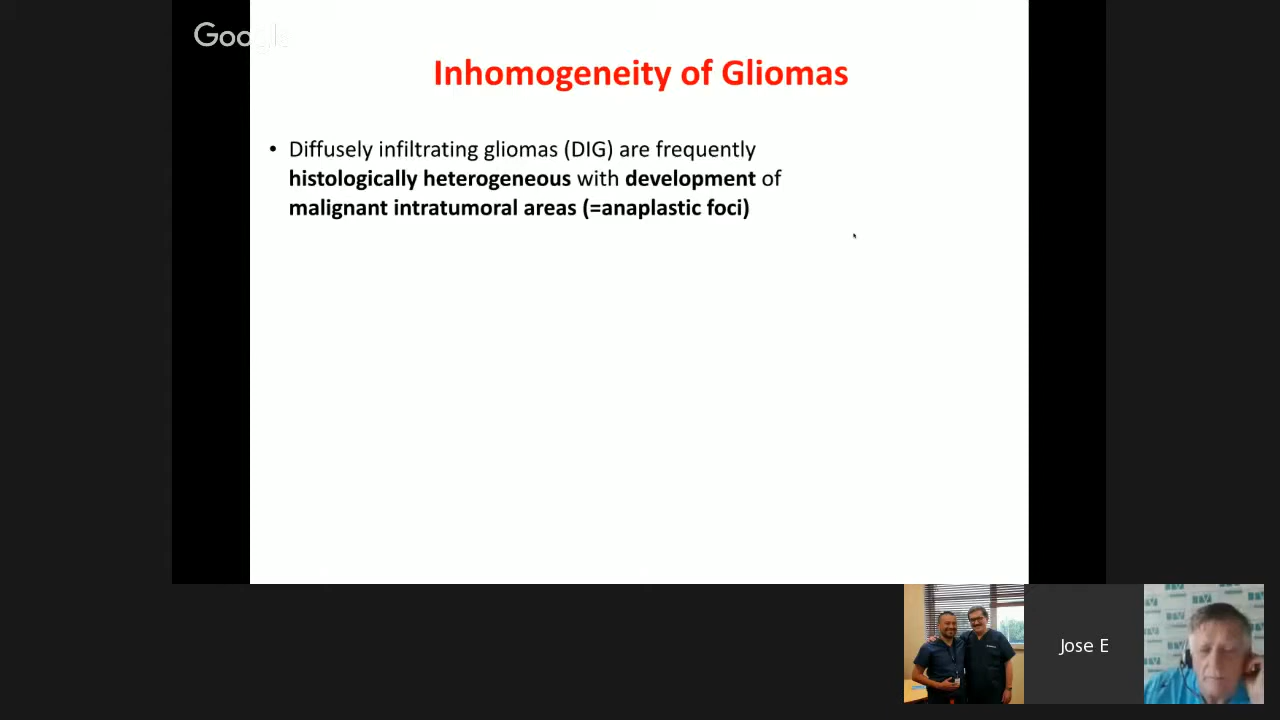 Google
Inhomogeneity of Gliomas
• Diffusely infiltrating gliomas (DIG) are frequently
histologically heterogeneous with development of
malignant intratumoral areas (=anaplastic foci)
Jose E